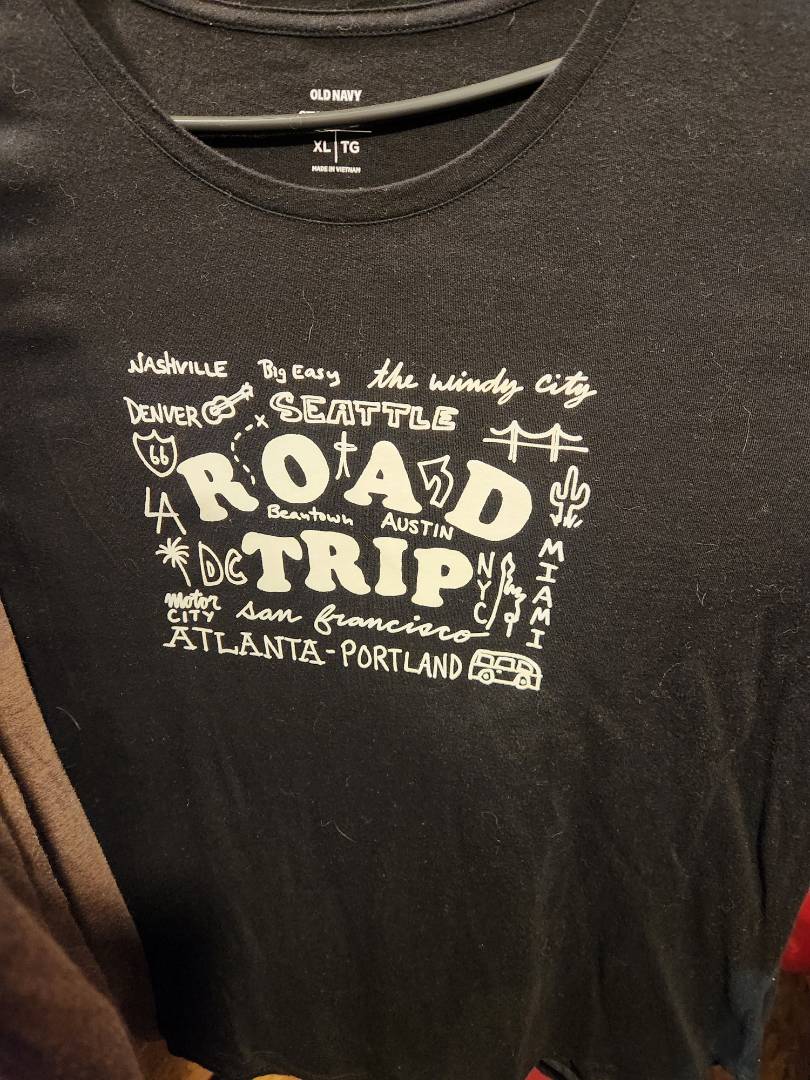 OLD NAVY
XL | TG
MADE IN VIETNAM
NASHVILLE Big Easy the windy city
DENVER SEATTLE
66
ROAD
LA
Beantown AUSTIN
DC TRIP NYC MIAMI
motor CITY
san francisco
ATLANTA-PORTLAND